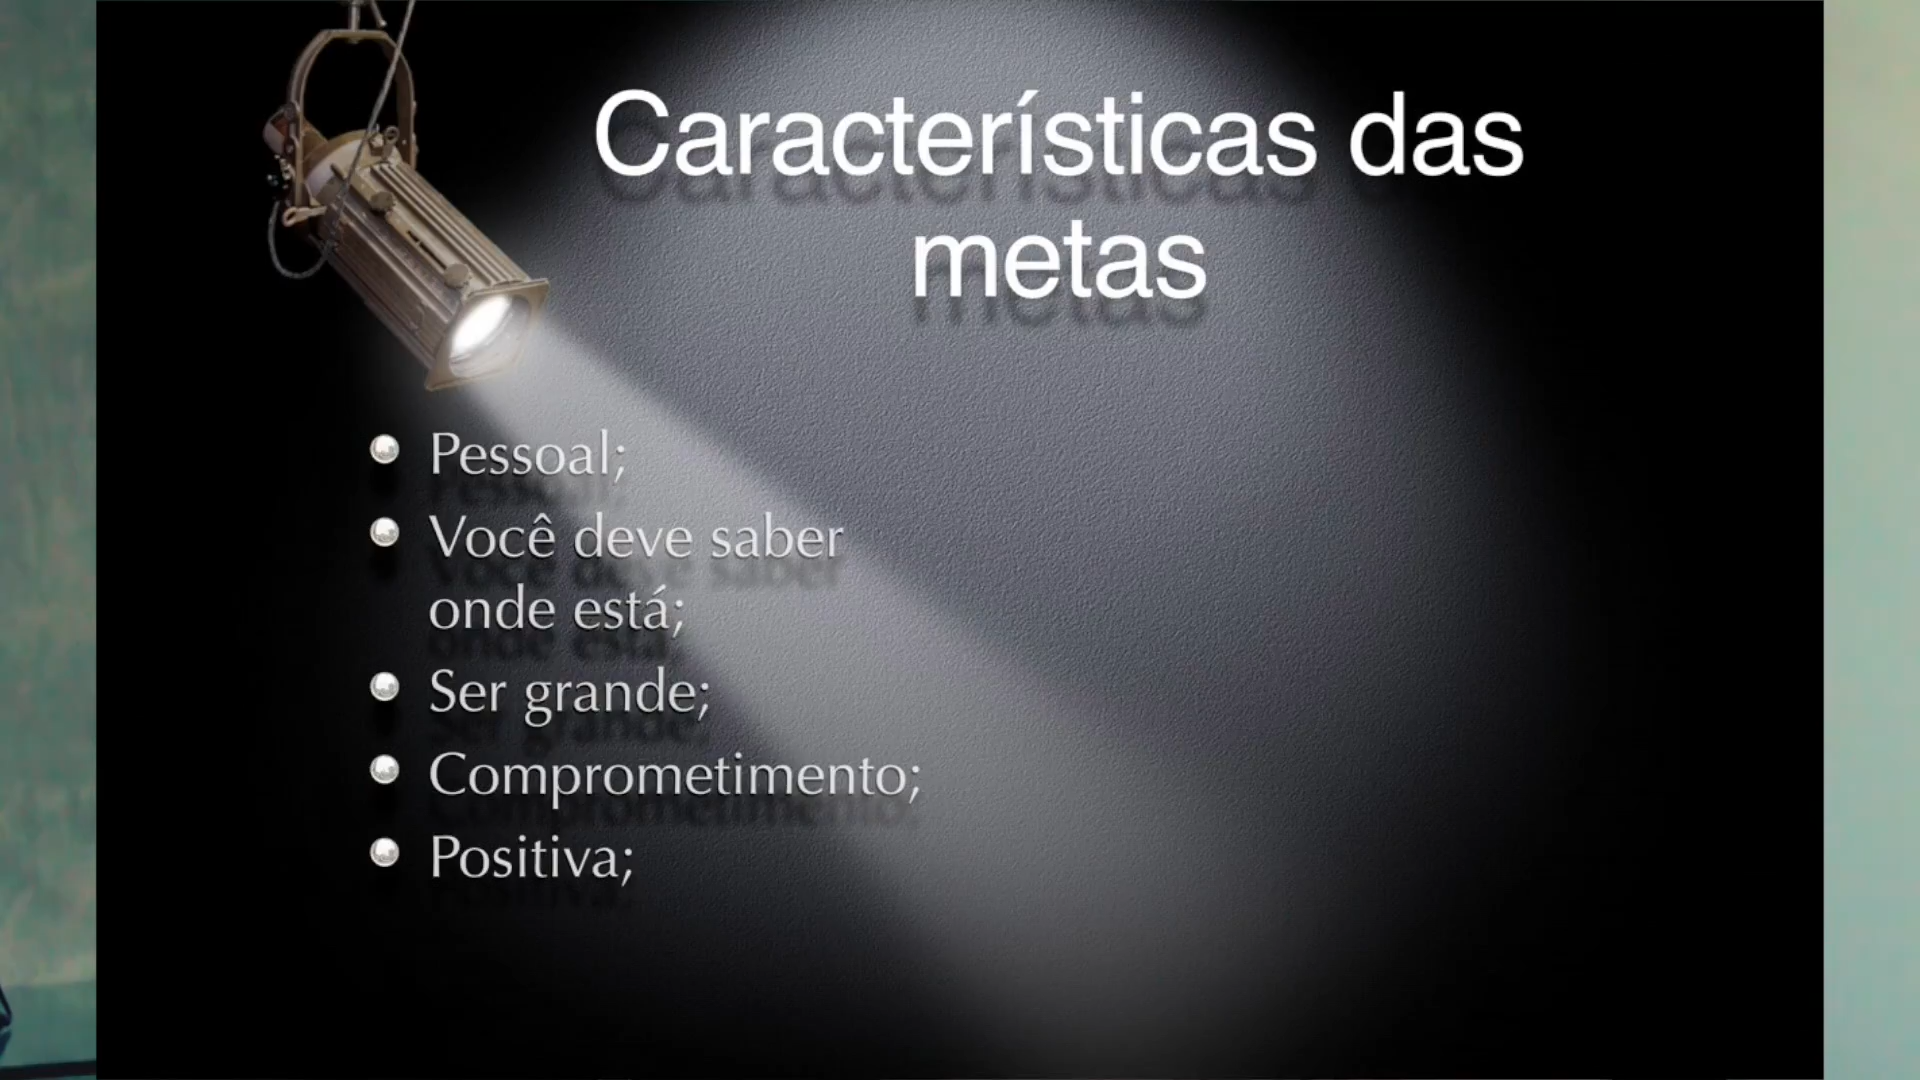 Características das
metas
Pessoal;
Você deve saber
onde está;
Ser grande;
Comprometimento;
Positiva;